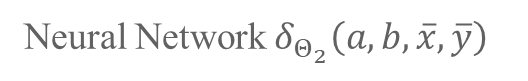 Neural Network δ_{Θ_2}(a, b, x̄, ȳ)